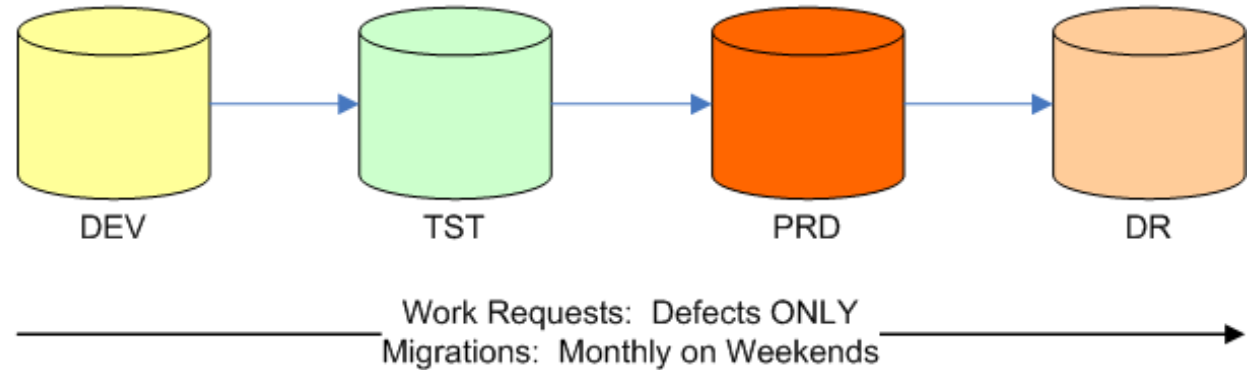 DEV
TST
PRD
DR
Work Requests:  Defects ONLY
Migrations:  Monthly on Weekends